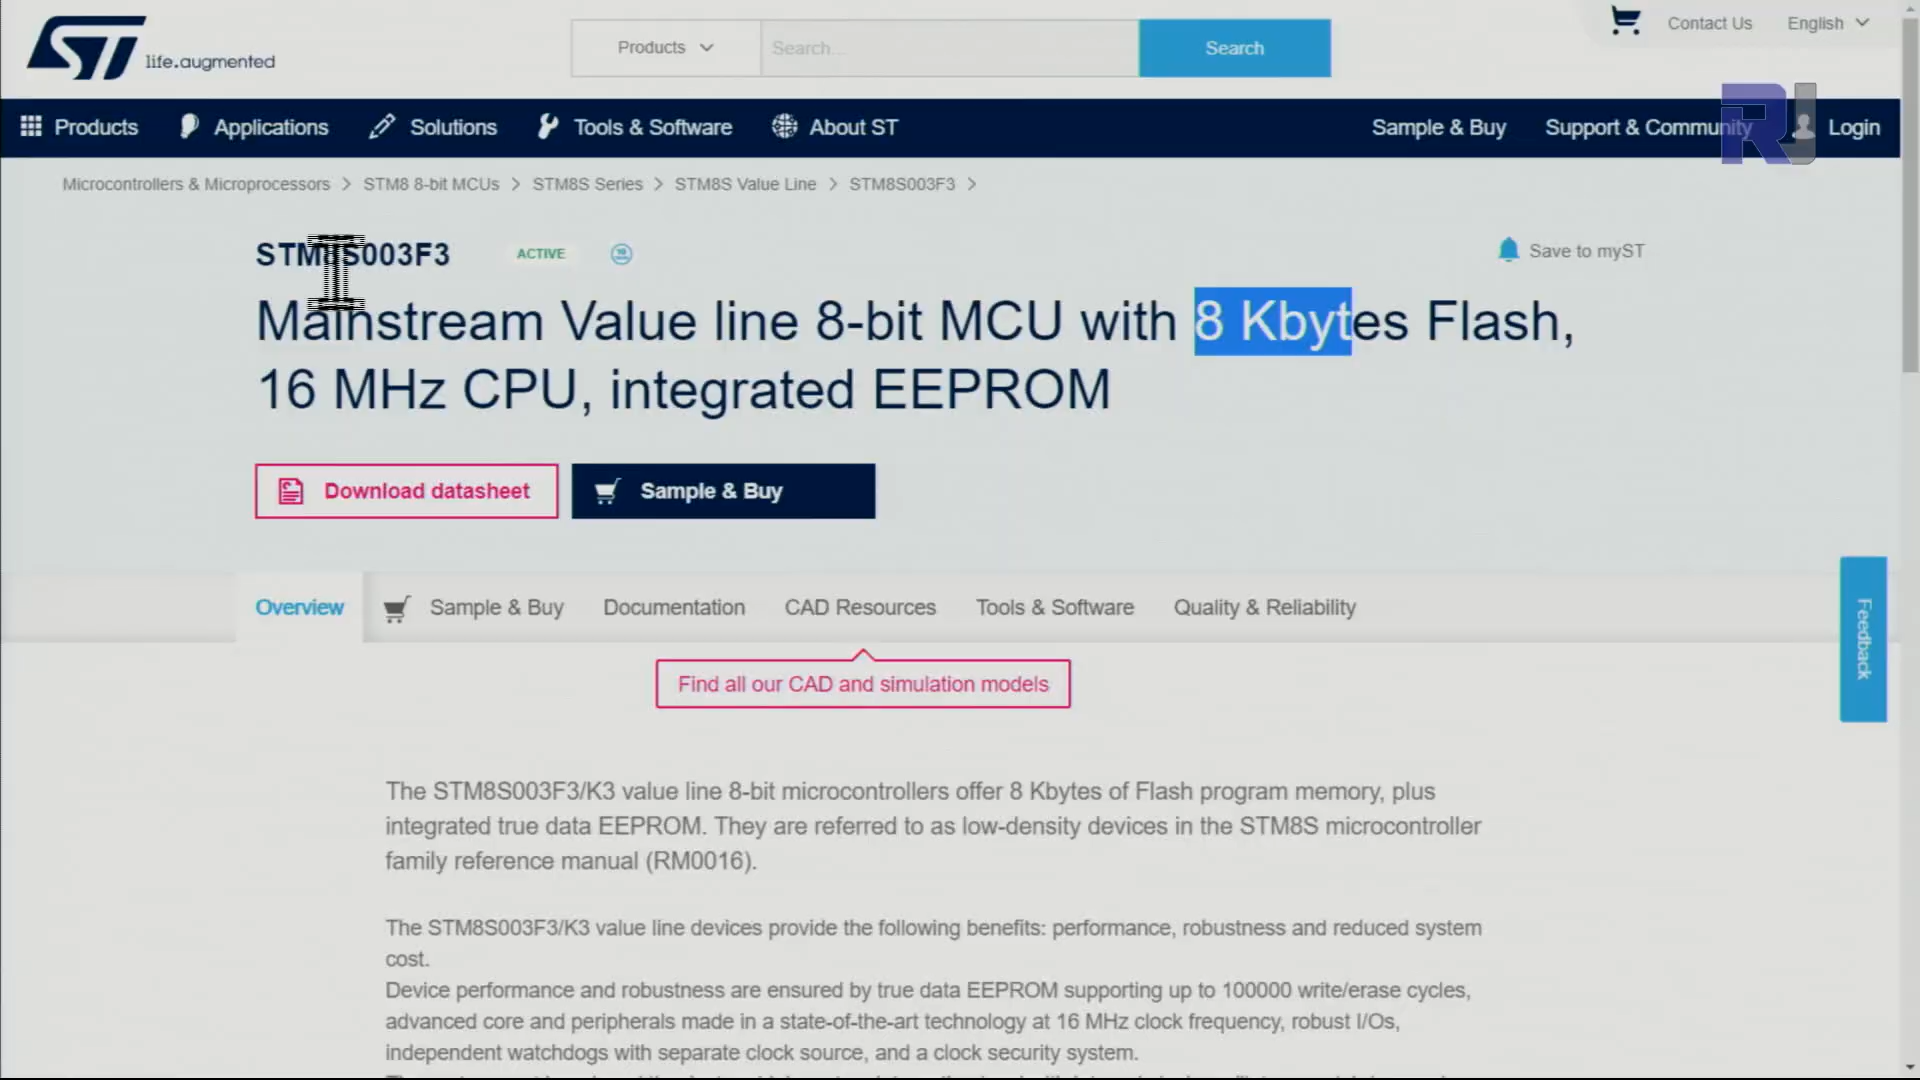 ST life.augmented
Products
Search...
Search
Contact Us
English
Products
Applications
Solutions
Tools & Software
About ST
Sample & Buy
Support & Community
RJ
Login
Microcontrollers & Microprocessors > STM8 8-bit MCUs > STM8S Series > STM8S Value Line > STM8S003F3 >
STM8S003F3
ACTIVE
Save to myST
Mainstream Value line 8-bit MCU with 8 Kbytes Flash,
16 MHz CPU, integrated EEPROM
Download datasheet
Sample & Buy
Overview
Sample & Buy
Documentation
CAD Resources
Tools & Software
Quality & Reliability
Feedback
Find all our CAD and simulation models
The STM8S003F3/K3 value line 8-bit microcontrollers offer 8 Kbytes of Flash program memory, plus
integrated true data EEPROM. They are referred to as low-density devices in the STM8S microcontroller
family reference manual (RM0016).
The STM8S003F3/K3 value line devices provide the following benefits: performance, robustness and reduced system
cost.
Device performance and robustness are ensured by true data EEPROM supporting up to 100000 write/erase cycles,
advanced core and peripherals made in a state-of-the-art technology at 16 MHz clock frequency, robust I/Os,
independent watchdogs with separate clock source, and a clock security system.